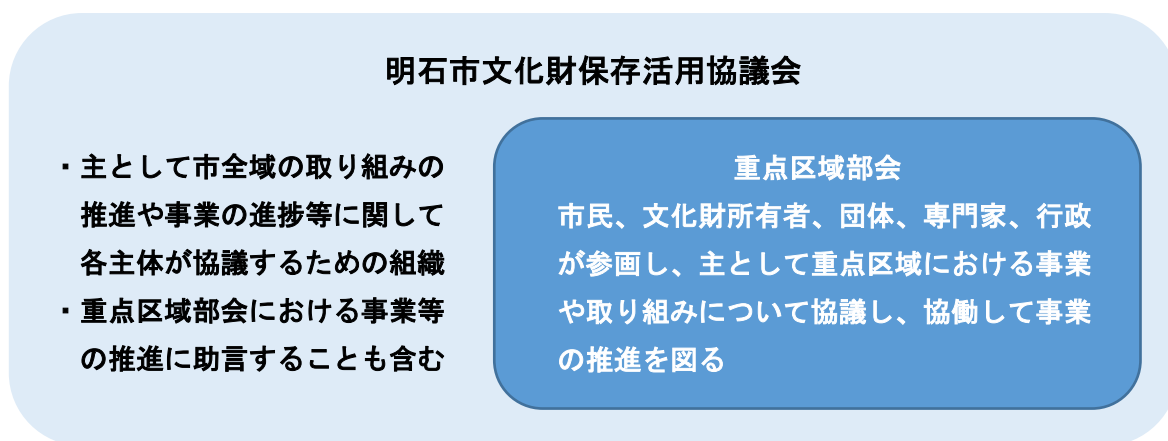 明石市文化財保存活用協議会
・主として市全域の取り組みの
推進や事業の進捗等に関して
各主体が協議するための組織
・重点区域部会における事業等
の推進に助言することも含む
重点区域部会
市民、文化財所有者、団体、専門家、行政
が参画し、主として重点区域における事業
や取り組みについて協議し、協働して事業
の推進を図る